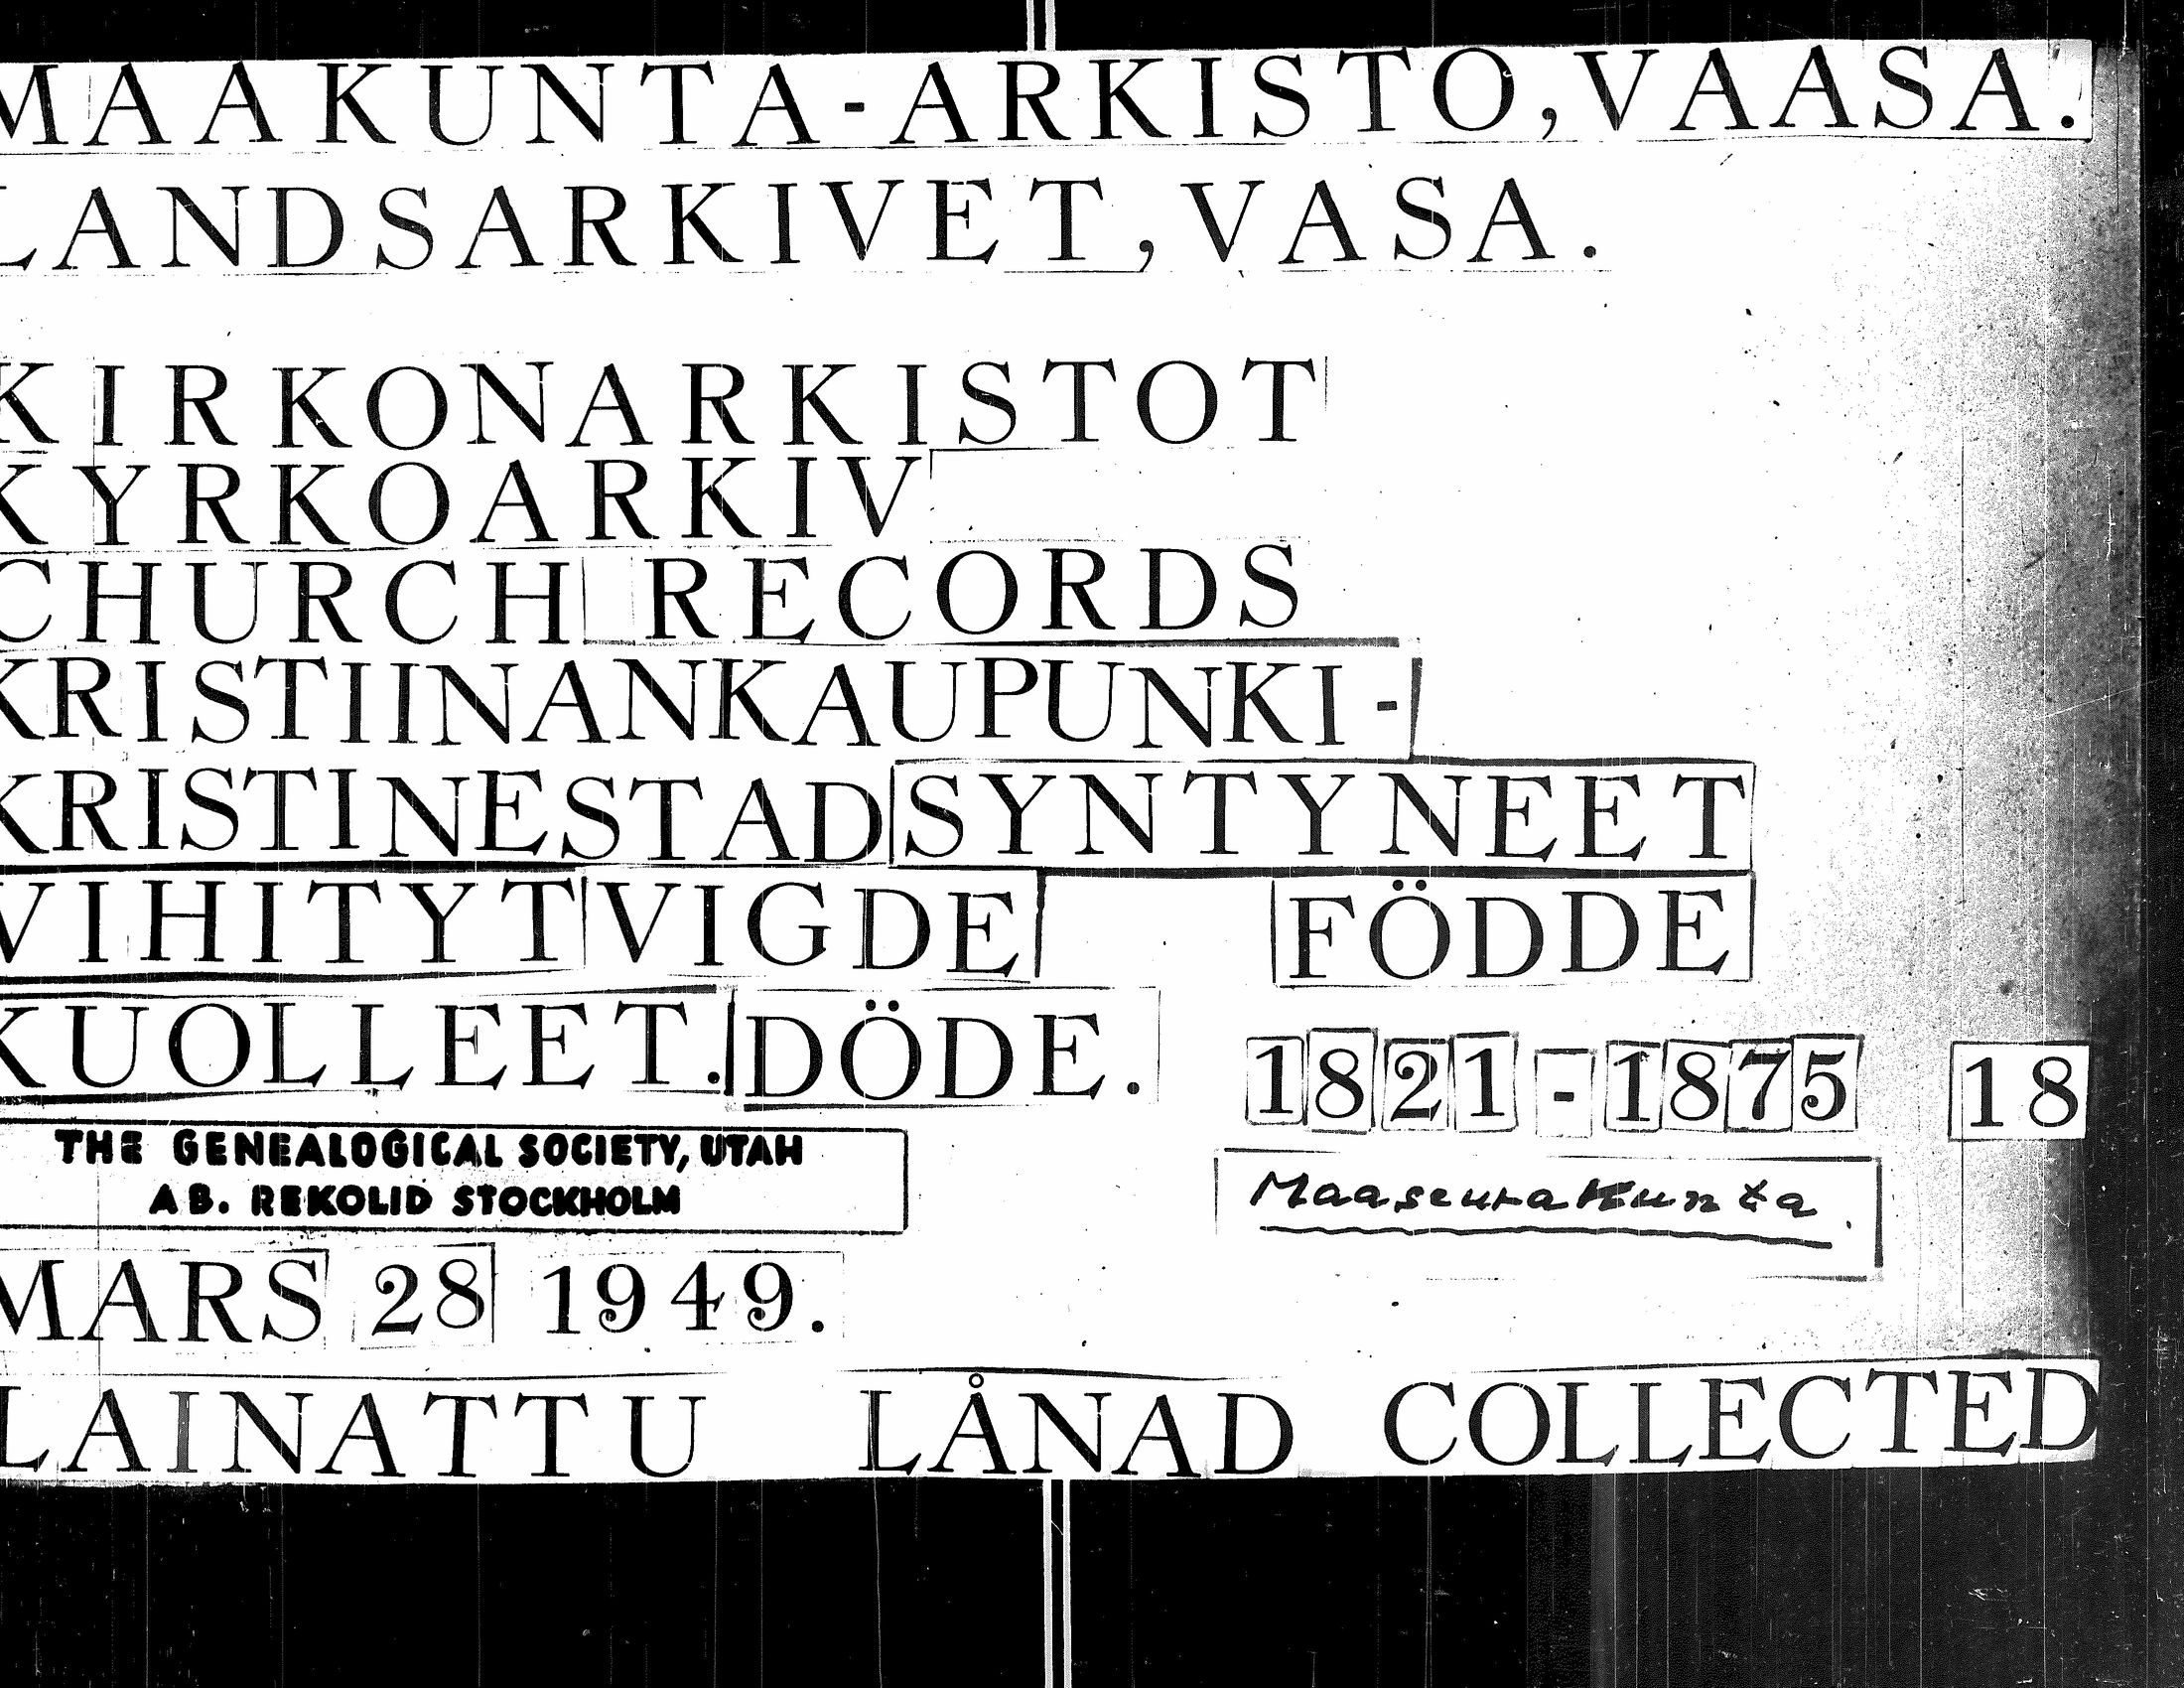 MAAKUNTA-ARKISTO, VAASA.
LANDSARKIVET, VASA.
KIRKONARKISTOT
KYRKOARKIV
CHURCH RECORDS
KRISTIINANKAUPUNKI-
KRISTINESTAD SYNTYNEET
VIHITYT VIGDE FÖDDE
KUOLLEET. DÖDE. 1821-1875 18
THE GENEALOGICAL SOCIETY, UTAH
AB. REKOLID STOCKHOLM
Maaseurakunta.
MARS 28 1949.
LAINATTU LÅNAD COLLECTED